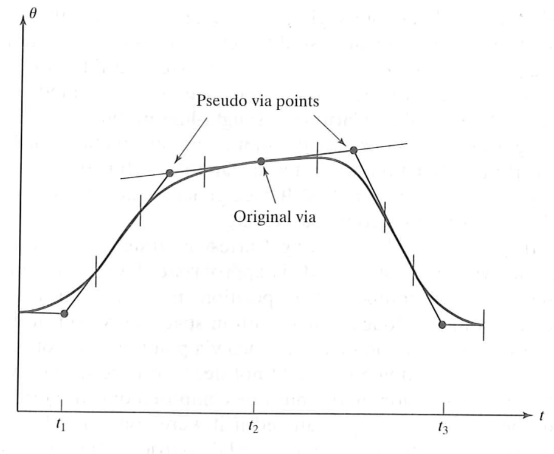 θ
Pseudo via points
Original via
t1
t2
t3
t